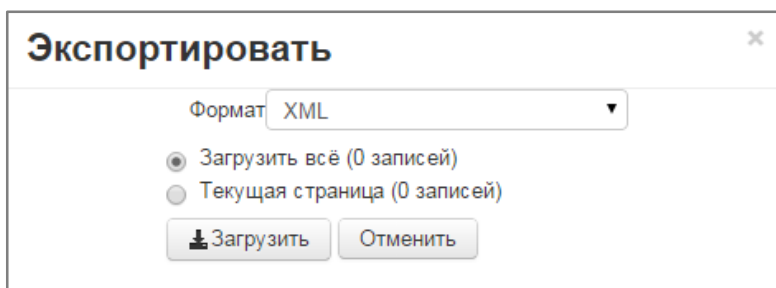 Экспортировать ×
Формат XML
Загрузить всё (0 записей)
Текущая страница (0 записей)
Загрузить Отменить